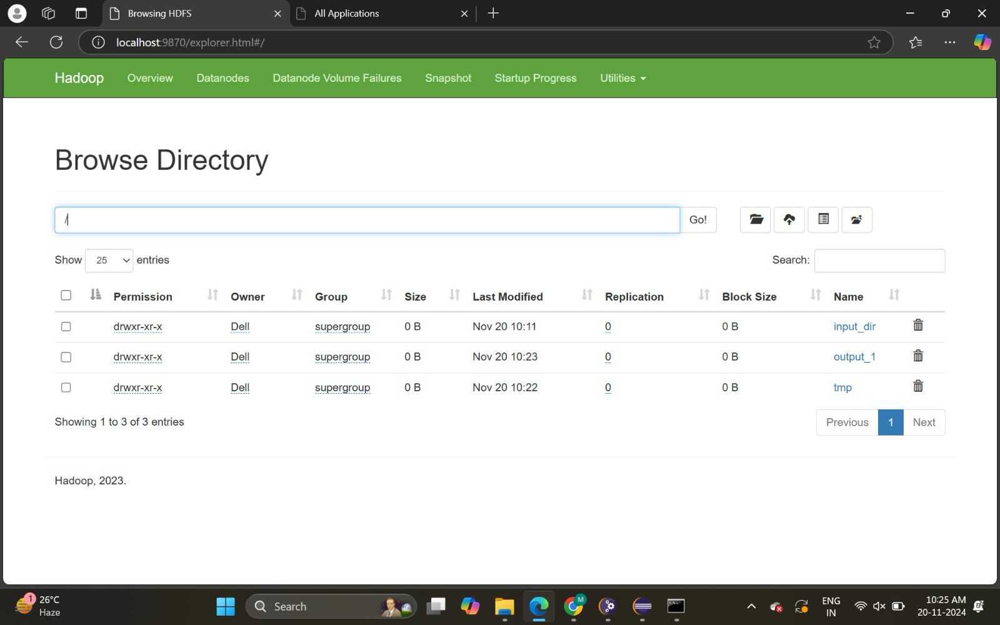 Browsing HDFS
All Applications
localhost:9870/explorer.html#/
Hadoop Overview Datanodes Datanode Volume Failures Snapshot Startup Progress Utilities
Browse Directory
/
Go!
Show 25 entries
Search:
Permission Owner Group Size Last Modified Replication Block Size Name
drwxr-xr-x Dell supergroup 0 B Nov 20 10:11 0 0 B input_dir
drwxr-xr-x Dell supergroup 0 B Nov 20 10:23 0 0 B output_1
drwxr-xr-x Dell supergroup 0 B Nov 20 10:22 0 0 B tmp
Showing 1 to 3 of 3 entries
Previous 1 Next
Hadoop, 2023.
1
26°C
Haze
Search
M
ENG
IN
10:25 AM
20-11-2024